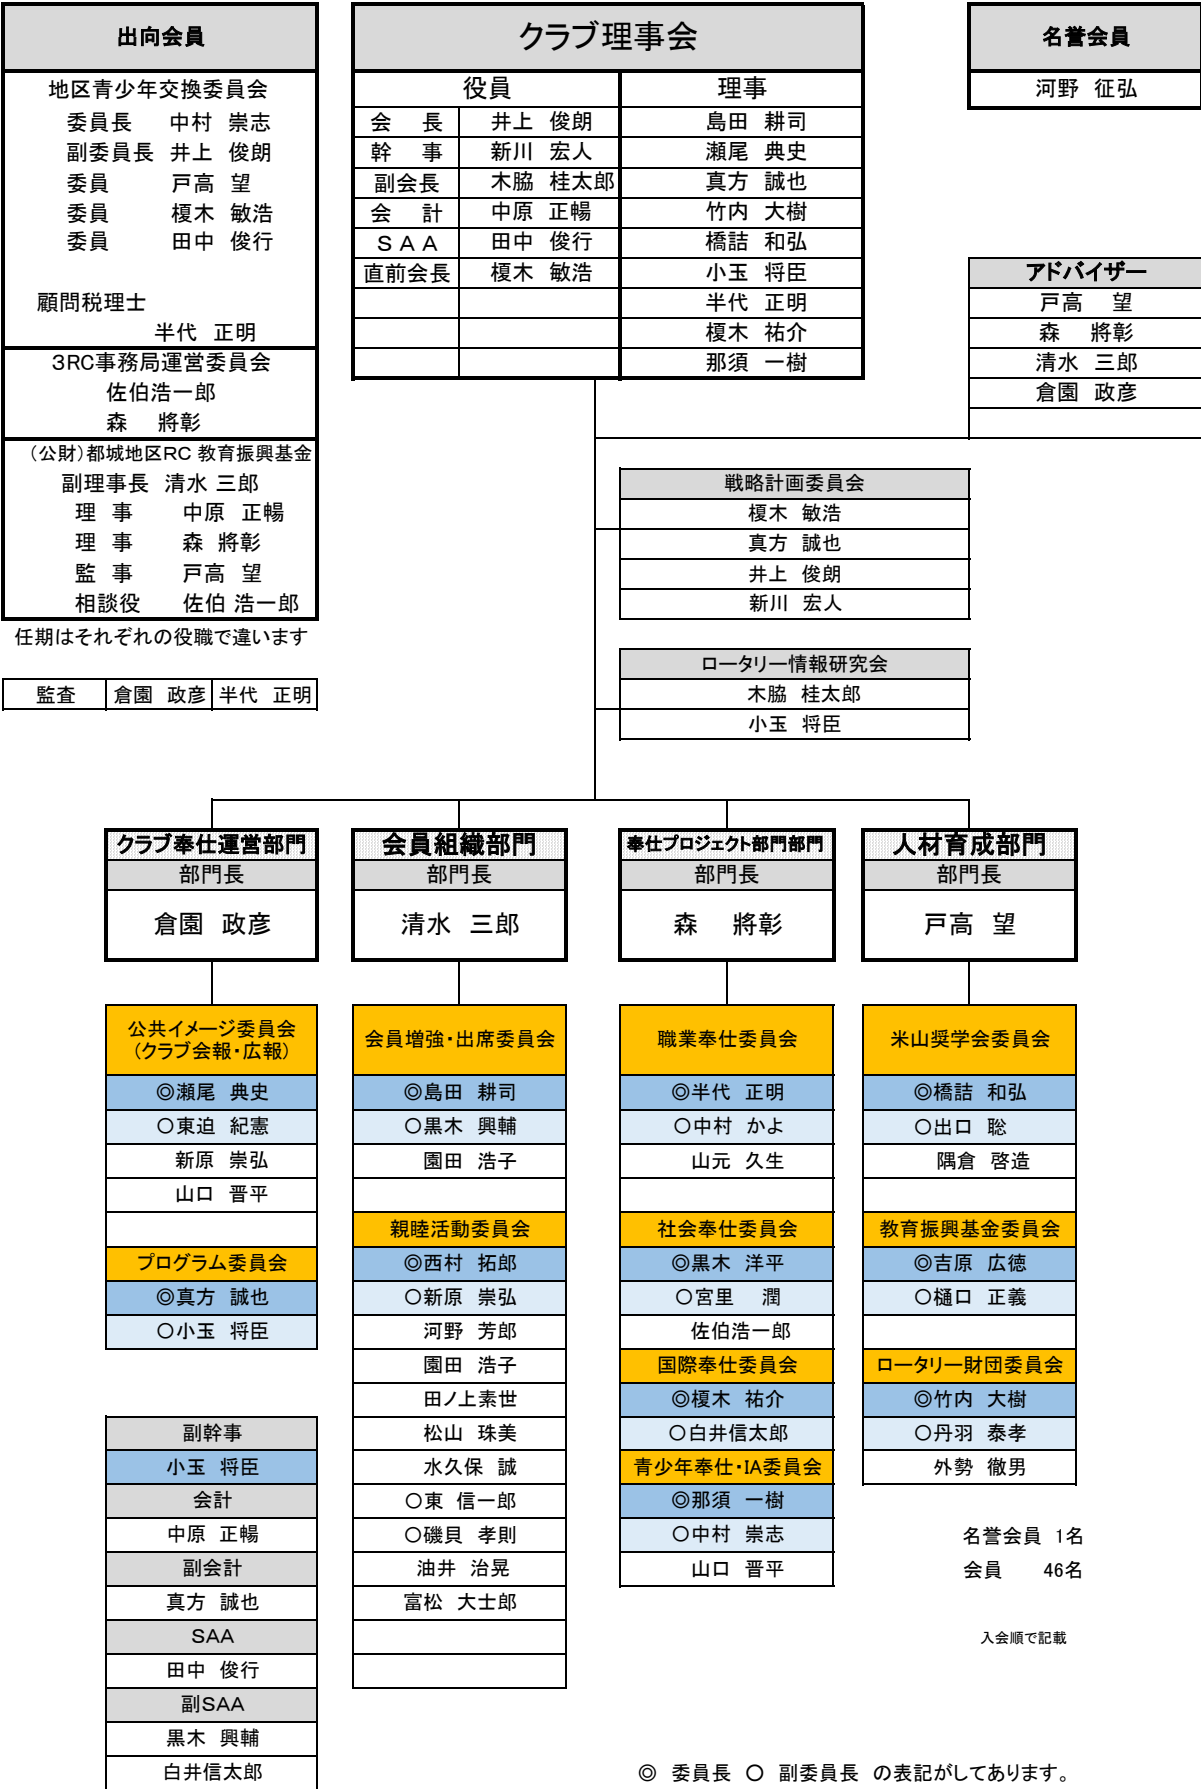 出向会員
地区青少年交換委員会
委員長 中村 崇志
副委員長 井上 俊朗
委員 戸高 望
委員 榎木 敏浩
委員 田中 俊行
顧問税理士
半代 正明
3RC事務局運営委員会
佐伯浩一郎
森 將彰
(公財)都城地区RC 教育振興基金
副理事長 清水 三郎
理 事 中原 正暢
理 事 森 將彰
監 事 戸高 望
相談役 佐伯 浩一郎
任期はそれぞれの役職で違います
監査 倉園 政彦 半代 正明
クラブ理事会
役員 理事
会 長 井上 俊朗 島田 耕司
幹 事 新川 宏人 瀬尾 典史
副会長 木脇 桂太郎 真方 誠也
会 計 中原 正暢 竹内 大樹
SAA 田中 俊行 橋詰 和弘
直前会長 榎木 敏浩 小玉 将臣
半代 正明
榎木 祐介
那須 一樹
名誉会員
河野 征弘
アドバイザー
戸高 望
森 將彰
清水 三郎
倉園 政彦
戦略計画委員会
榎木 敏浩
真方 誠也
井上 俊朗
新川 宏人
ロータリー情報研究会
木脇 桂太郎
小玉 将臣
クラブ奉仕運営部門
部門長
倉園 政彦
公共イメージ委員会
(クラブ会報・広報)
◎瀬尾 典史
○東迫 紀憲
新原 崇弘
山口 晋平
プログラム委員会
◎真方 誠也
○小玉 将臣
副幹事
小玉 将臣
会計
中原 正暢
副会計
真方 誠也
SAA
田中 俊行
副SAA
黒木 興輔
白井信太郎
会員組織部門
部門長
清水 三郎
会員増強・出席委員会
◎島田 耕司
○黒木 興輔
園田 浩子
親睦活動委員会
◎西村 拓郎
○新原 崇弘
河野 芳郎
園田 浩子
田ノ上素世
松山 珠美
水久保 誠
○東 信一郎
○磯貝 孝則
油井 治晃
富松 大士郎
奉仕プロジェクト部門部門
部門長
森 將彰
職業奉仕委員会
◎半代 正明
○中村 かよ
山元 久生
社会奉仕委員会
◎黒木 洋平
○宮里 潤
佐伯浩一郎
国際奉仕委員会
◎榎木 祐介
○白井信太郎
青少年奉仕・IA委員会
◎那須 一樹
○中村 崇志
山口 晋平
人材育成部門
部門長
戸高 望
米山奨学会委員会
◎橋詰 和弘
○出口 聡
隅倉 啓造
教育振興基金委員会
◎吉原 広徳
○樋口 正義
ロータリー財団委員会
◎竹内 大樹
○丹羽 泰孝
外勢 徹男
名誉会員 1名
会員 46名
入会順で記載
◎ 委員長 ○ 副委員長 の表記がしてあります。